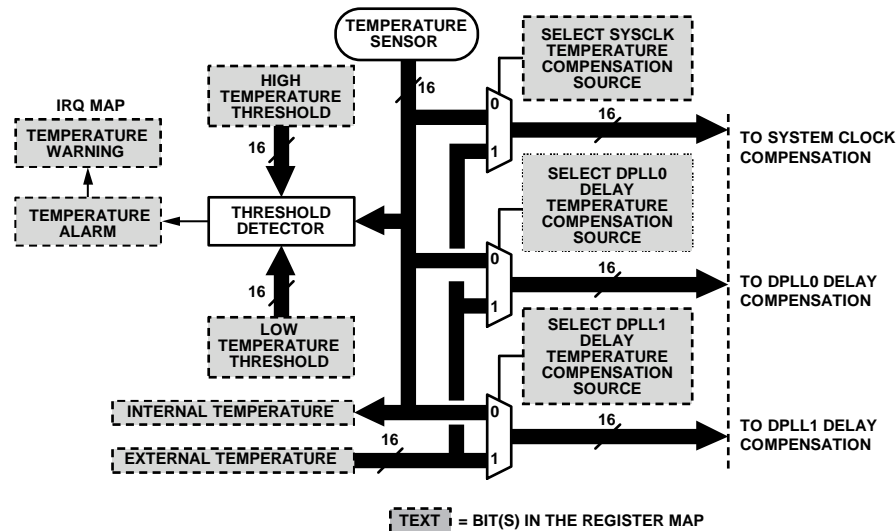 TEMPERATURE
SENSOR
SELECT SYSCLK
TEMPERATURE
COMPENSATION
SOURCE
HIGH
TEMPERATURE
THRESHOLD
16
IRQ MAP
TEMPERATURE
WARNING
16
0
1
16
TO SYSTEM CLOCK
COMPENSATION
SELECT DPLL0
DELAY
TEMPERATURE
COMPENSATION
SOURCE
TEMPERATURE
ALARM
THRESHOLD
DETECTOR
0
1
16
TO DPLL0 DELAY
COMPENSATION
16
LOW
TEMPERATURE
THRESHOLD
SELECT DPLL1
DELAY
TEMPERATURE
COMPENSATION
SOURCE
INTERNAL TEMPERATURE
0
1
16
TO DPLL1 DELAY
COMPENSATION
EXTERNAL TEMPERATURE
16
TEXT = BIT(S) IN THE REGISTER MAP